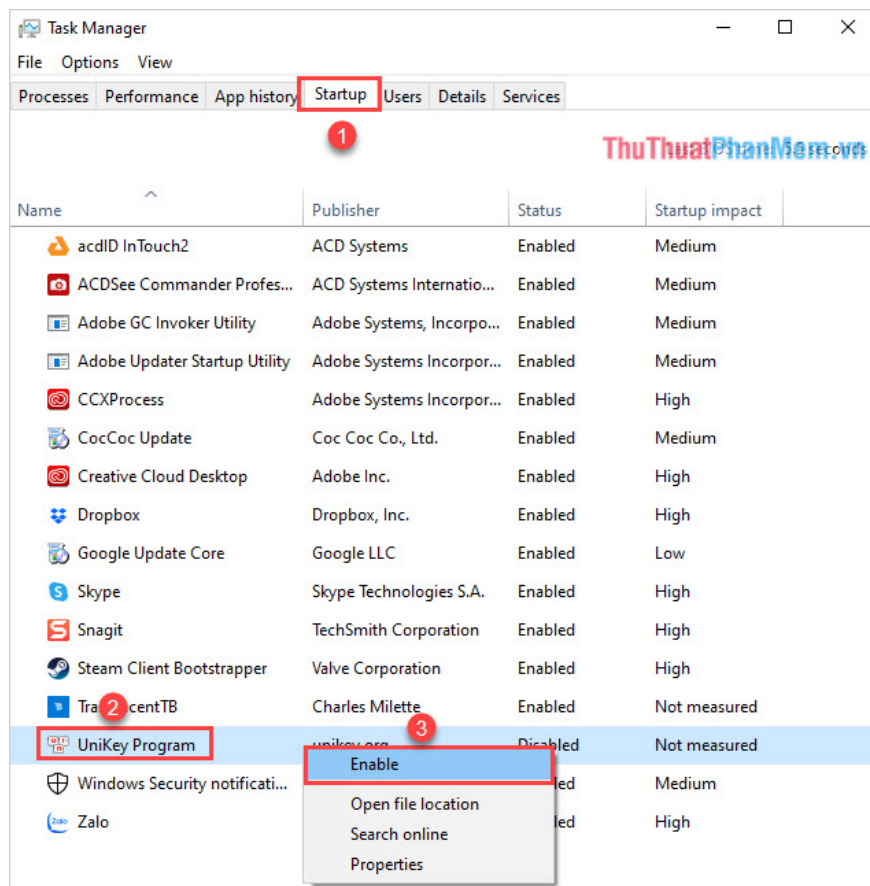 Task Manager
File Options View
Processes Performance App history Startup Users Details Services
1
ThuThuatPhanMem.vn
Name Publisher Status Startup impact
acdID InTouch2 ACD Systems Enabled Medium
ACDSee Commander Profes... ACD Systems Internatio... Enabled Medium
Adobe GC Invoker Utility Adobe Systems, Incorpo... Enabled Medium
Adobe Updater Startup Utility Adobe Systems Incorpor... Enabled Medium
CCXProcess Adobe Systems Incorpor... Enabled High
CocCoc Update Coc Coc Co., Ltd. Enabled Medium
Creative Cloud Desktop Adobe Inc. Enabled High
Dropbox Dropbox, Inc. Enabled High
Google Update Core Google LLC Enabled Low
Skype Skype Technologies S.A. Enabled High
Snagit TechSmith Corporation Enabled High
Steam Client Bootstrapper Valve Corporation Enabled High
2
Charles Milette Enabled Not measured
3
UniKey Program unikey.org Disabled Not measured
Enable
Windows Security notificati... Medium
Open file location
Zalo High
Search online
Properties